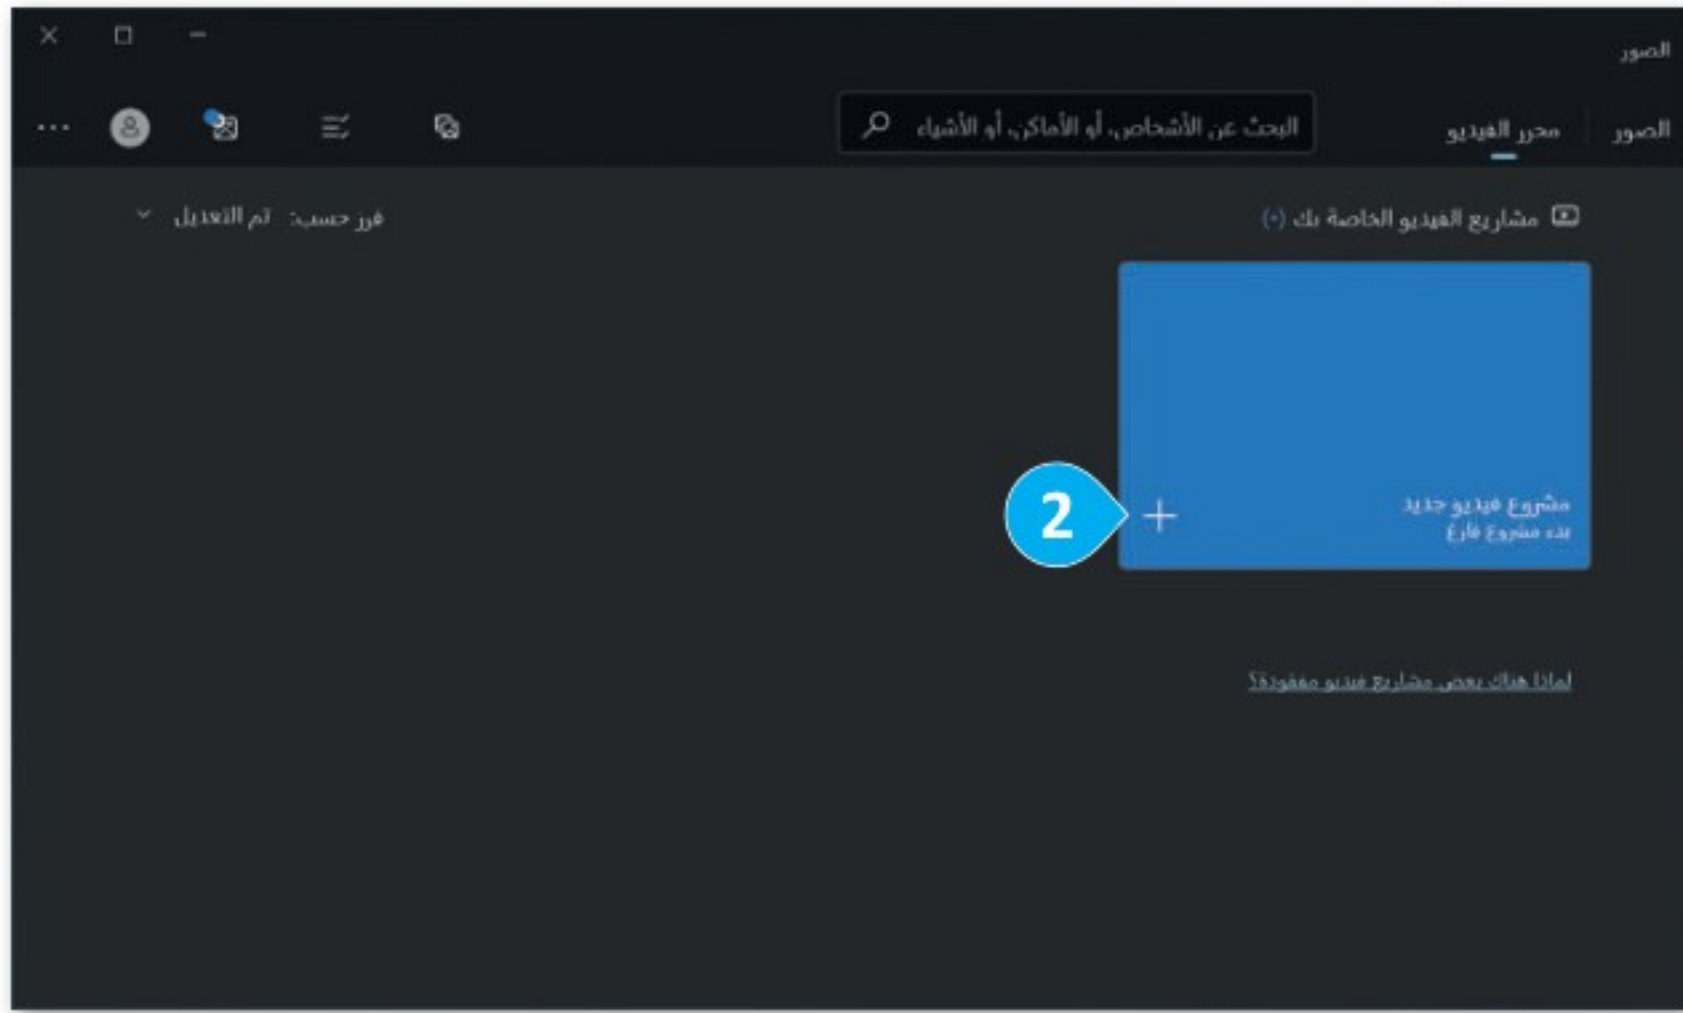 الصور
الصور
محرر الفيديو
البحث عن الأشخاص، أو الأماكن، أو الأشياء
مشاريع الفيديو الخاصة بك (٠)
فرز حسب: تم التعديل
2
مشروع فيديو جديد
بدء مشروع فارغ
لماذا هناك بعض مشاريع فيديو مفقودة؟